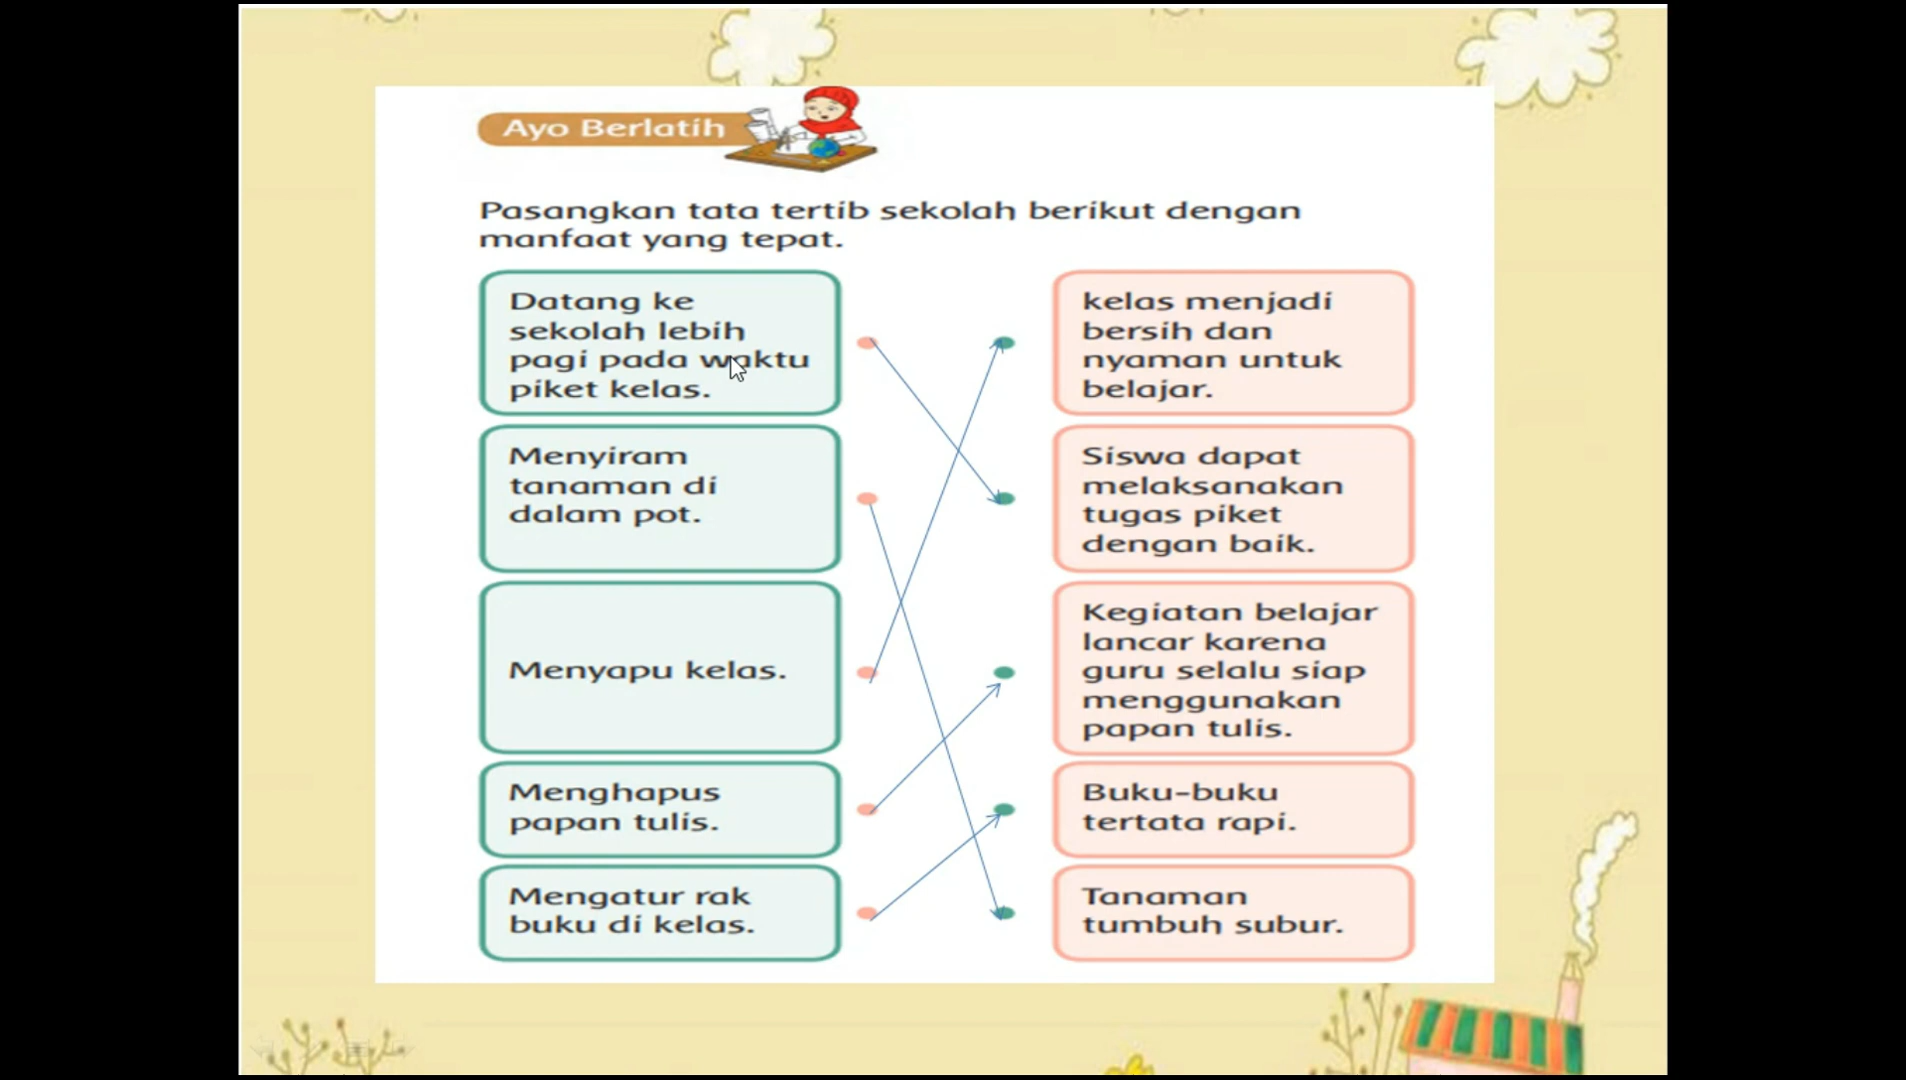 Ayo Berlatih
Pasangkan tata tertib sekolah berikut dengan
manfaat yang tepat.
Datang ke
sekolah lebih
pagi pada waktu
piket kelas.
kelas menjadi
bersih dan
nyaman untuk
belajar.
Menyiram
tanaman di
dalam pot.
Siswa dapat
melaksanakan
tugas piket
dengan baik.
Menyapu kelas.
Kegiatan belajar
lancar karena
guru selalu siap
menggunakan
papan tulis.
Menghapus
papan tulis.
Buku-buku
tertata rapi.
Mengatur rak
buku di kelas.
Tanaman
tumbuh subur.